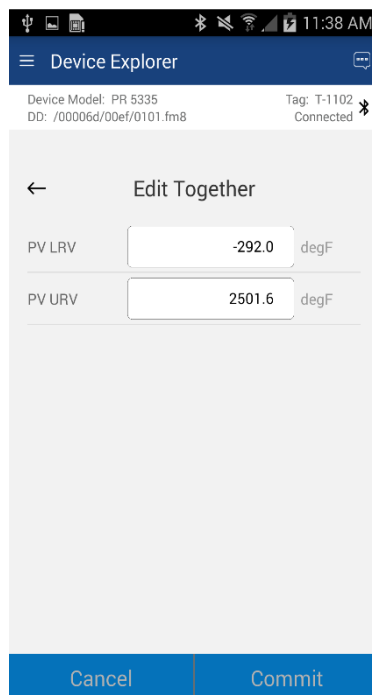 11:38 AM
Device Explorer
Device Model: PR 5335
Tag: T-1102
DD: /00006d/00ef/0101.fm8
Connected
Edit Together
PV LRV -292.0 degF
PV URV 2501.6 degF
Cancel Commit